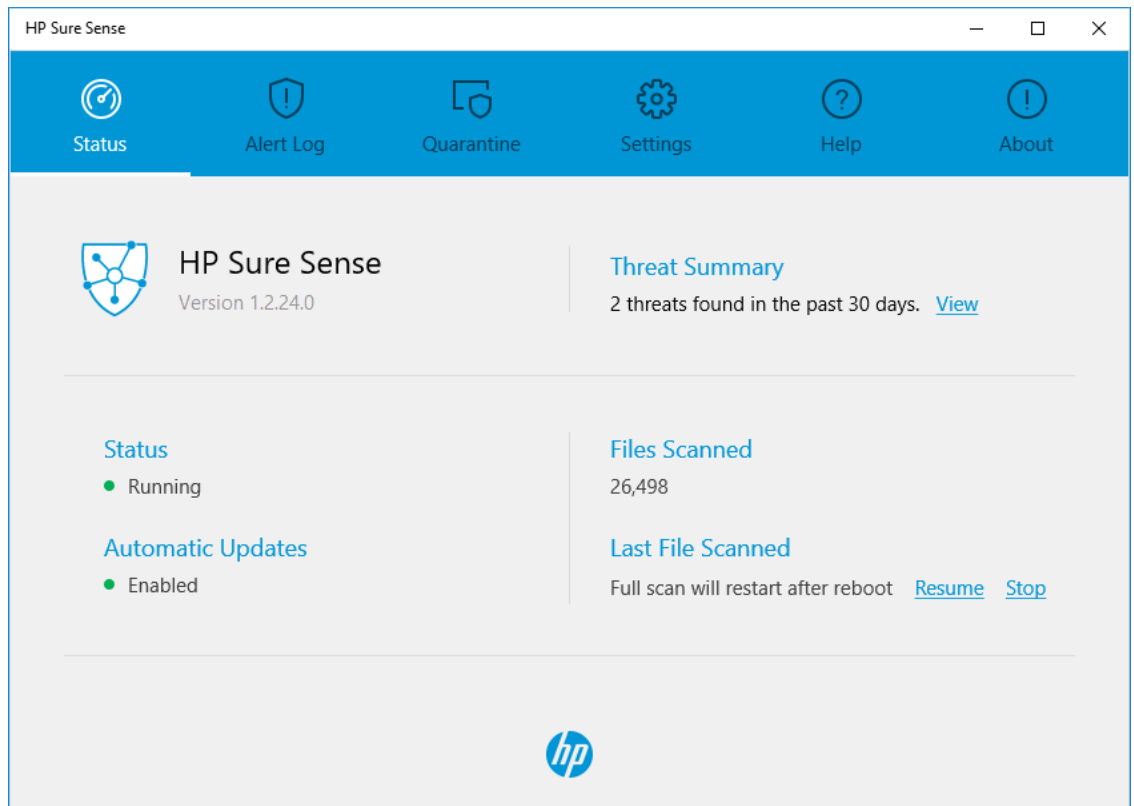 HP Sure Sense
Status
Alert Log
Quarantine
Settings
Help
About
HP Sure Sense
Version 1.2.24.0
Threat Summary
2 threats found in the past 30 days. View
Status
Running
Automatic Updates
Enabled
Files Scanned
26,498
Last File Scanned
Full scan will restart after reboot Resume Stop
hp